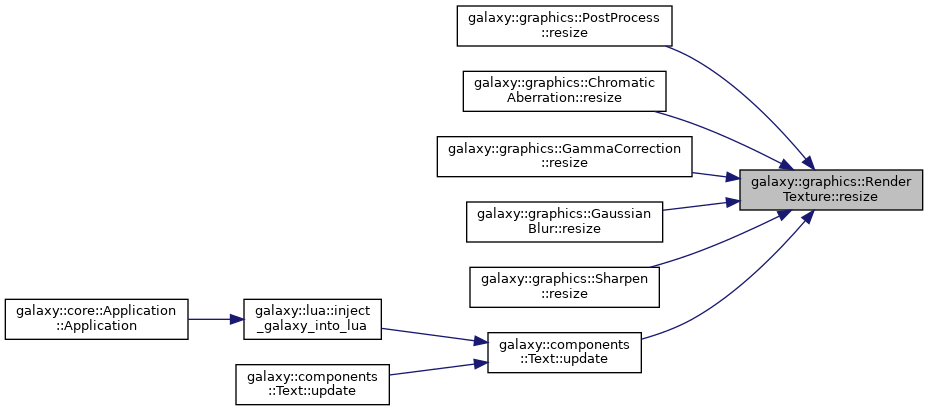 galaxy::graphics::PostProcess
::resize
galaxy::graphics::Chromatic
Aberration::resize
galaxy::graphics::GammaCorrection
::resize
galaxy::graphics::Render
Texture::resize
galaxy::graphics::Gaussian
Blur::resize
galaxy::graphics::Sharpen
::resize
galaxy::core::Application
::Application
galaxy::lua::inject
_galaxy_into_lua
galaxy::components
::Text::update
galaxy::components
::Text::update